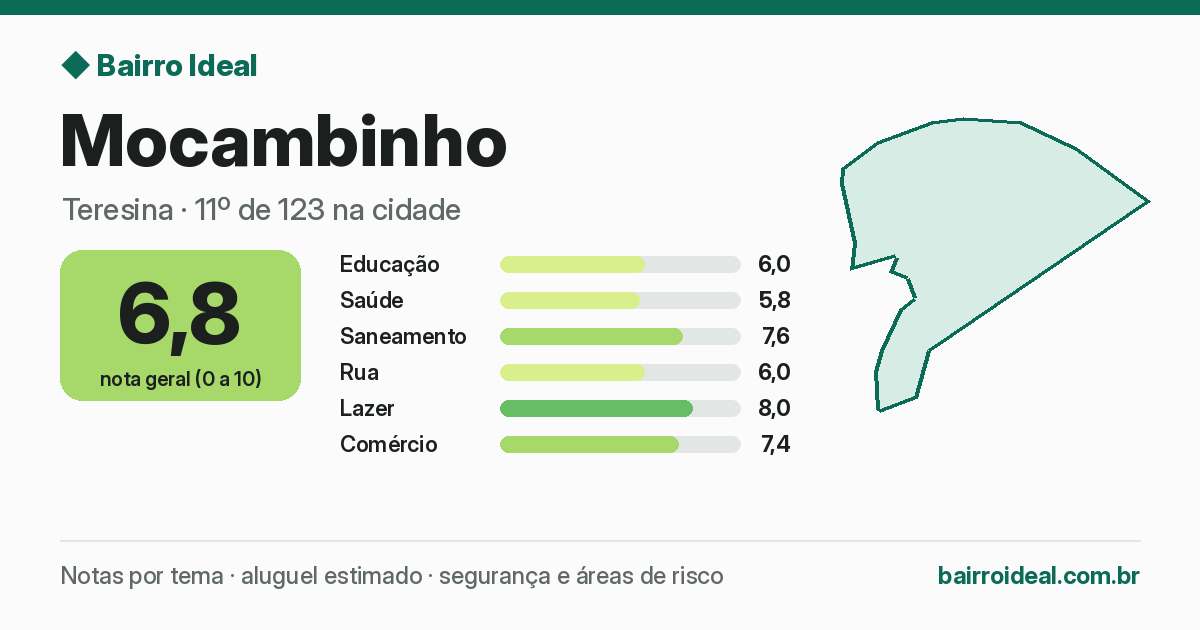 Bairro Ideal
Mocambinho
Teresina · 11º de 123 na cidade
6,8
nota geral (0 a 10)
Educação 6,0
Saúde 5,8
Saneamento 7,6
Rua 6,0
Lazer 8,0
Comércio 7,4
Notas por tema · aluguel estimado · segurança e áreas de risco
bairroideal.com.br